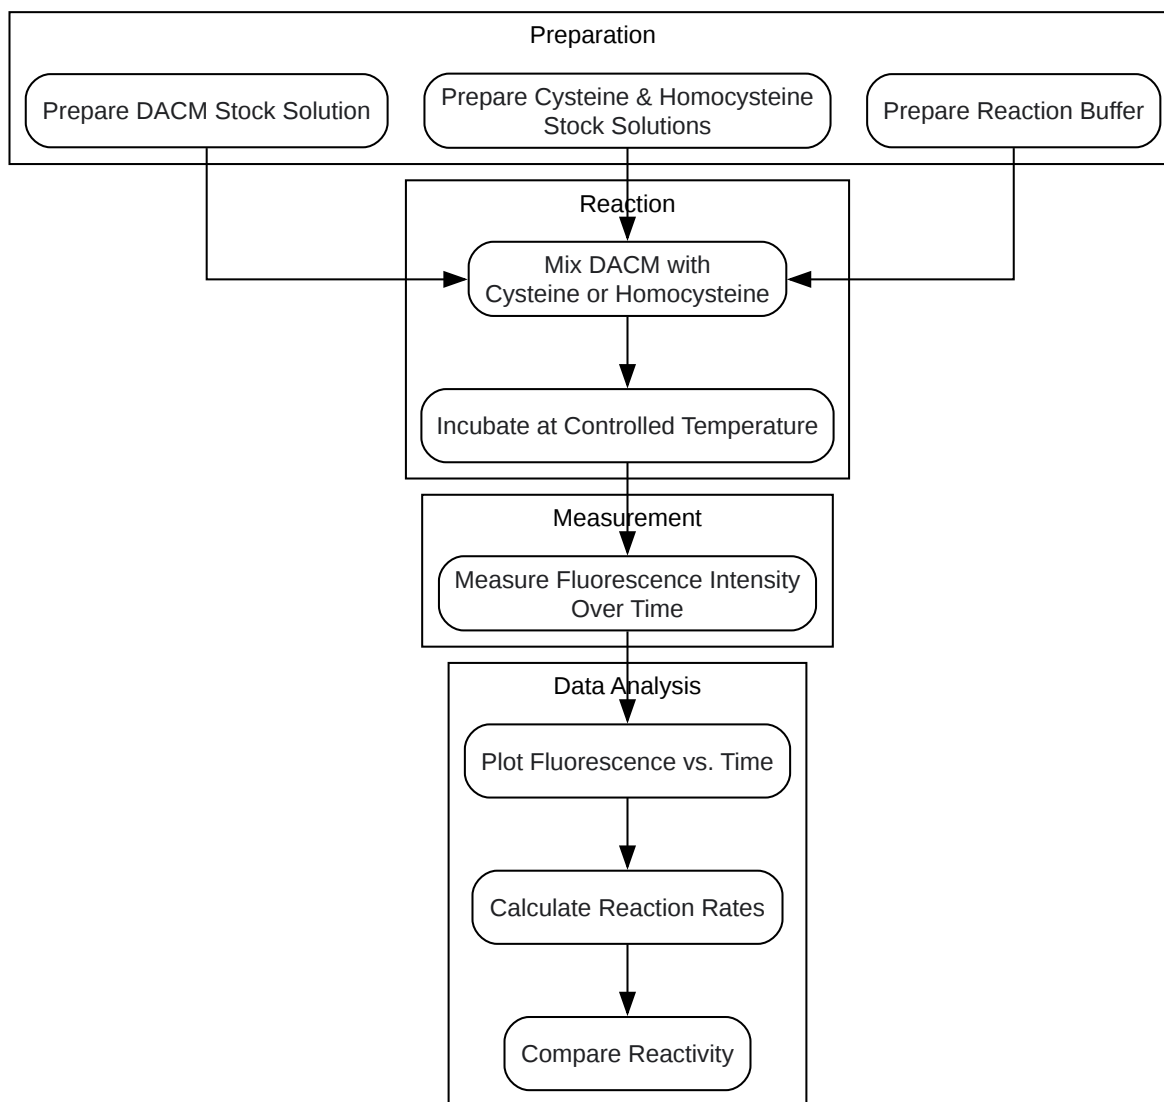 Preparation
Prepare DACM Stock Solution
Prepare Cysteine & Homocysteine
Stock Solutions
Prepare Reaction Buffer
Reaction
Mix DACM with
Cysteine or Homocysteine
Incubate at Controlled Temperature
Measurement
Measure Fluorescence Intensity
Over Time
Data Analysis
Plot Fluorescence vs. Time
Calculate Reaction Rates
Compare Reactivity